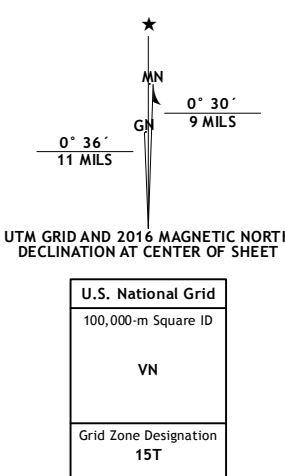 ★
MN
0° 30´
9 MILS
GN
0° 36´
11 MILS
UTM GRID AND 2016 MAGNETIC NORTH
DECLINATION AT CENTER OF SHEET
U.S. National Grid
100,000-m Square ID
VN
Grid Zone Designation
15T